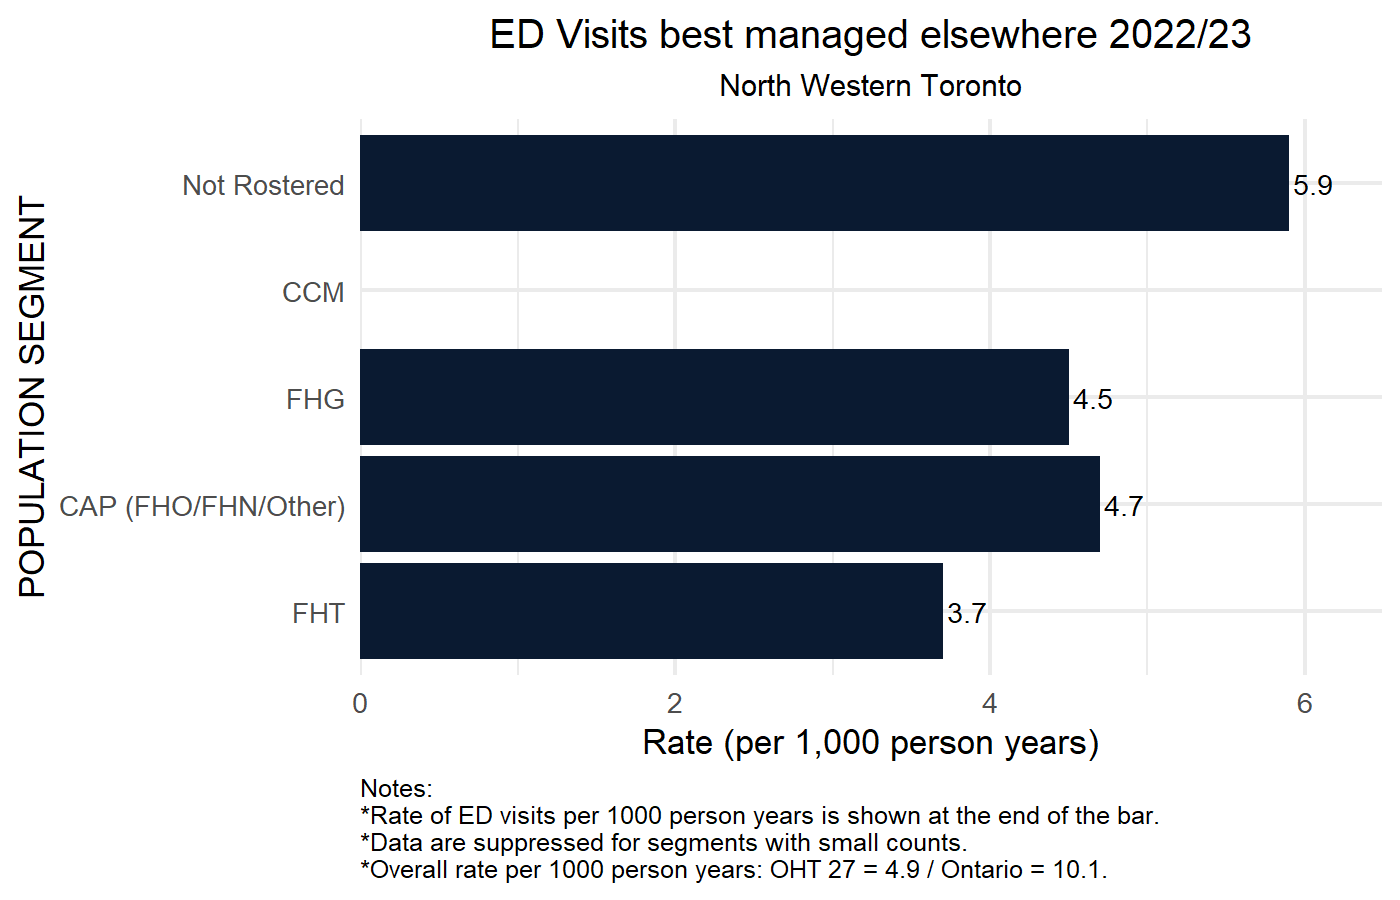 ED Visits best managed elsewhere 2022/23
North Western Toronto
POPULATION SEGMENT
Not Rostered
5.9
CCM
FHG
4.5
CAP (FHO/FHN/Other)
4.7
FHT
3.7
0 2 4 6
Rate (per 1,000 person years)
Notes:
*Rate of ED visits per 1000 person years is shown at the end of the bar.
*Data are suppressed for segments with small counts.
*Overall rate per 1000 person years: OHT 27 = 4.9 / Ontario = 10.1.